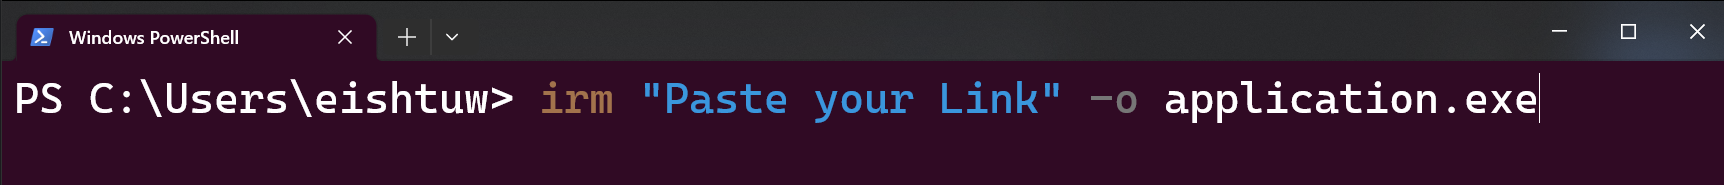 Windows PowerShell
PS C:\Users\eishtuw> irm "Paste your Link" -o application.exe